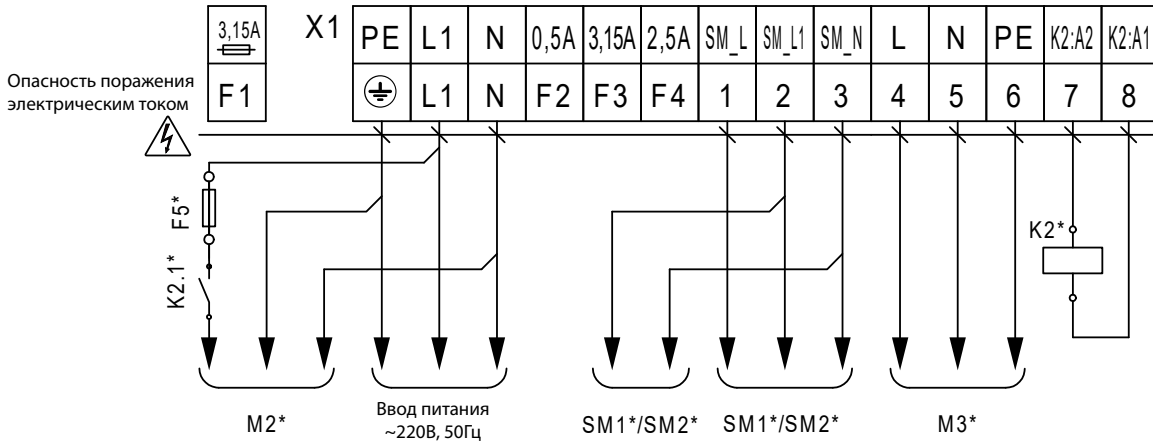 3,15A X1 PE L1 N 0,5A 3,15A 2,5A SM_L SM_L1 SM_N L N PE K2:A2 K2:A1
F1 L1 N F2 F3 F4 1 2 3 4 5 6 7 8
Опасность поражения
электрическим током
F5*
K2.1*
K2*
M2*
Ввод питания
~220В, 50Гц
SM1*/SM2*
SM1*/SM2*
M3*